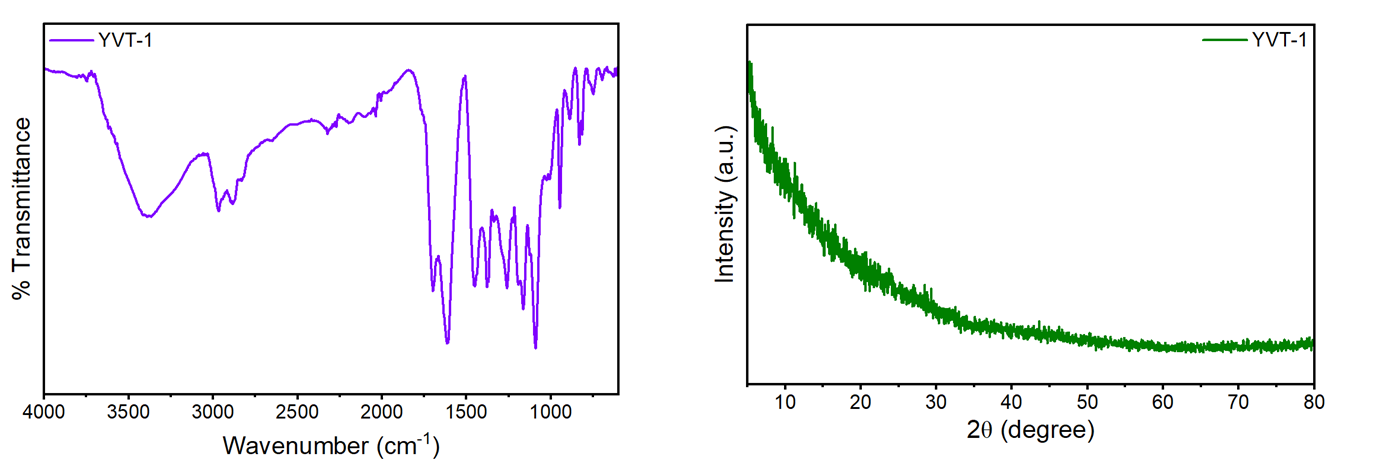 YVT-1
% Transmittance
4000 3500 3000 2500 2000 1500 1000
Wavenumber (cm⁻¹)
YVT-1
Intensity (a.u.)
10 20 30 40 50 60 70 80
2θ (degree)